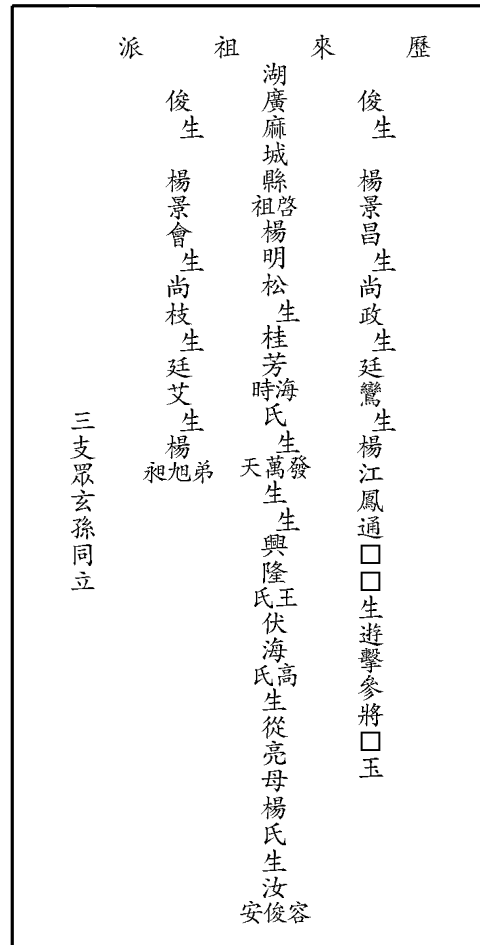 歷來祖派
俊生 楊景昌生尚政生廷鸞生楊江鳳通□□生遊擊參將□玉
湖廣麻城縣啓祖楊明松生桂芳海時氏生發萬天生生興隆王氏伏海高氏生從亮母楊氏生汝容俊安
俊生 楊景會生尚枝生廷艾生楊弟旭昶
三支眾玄孫同立